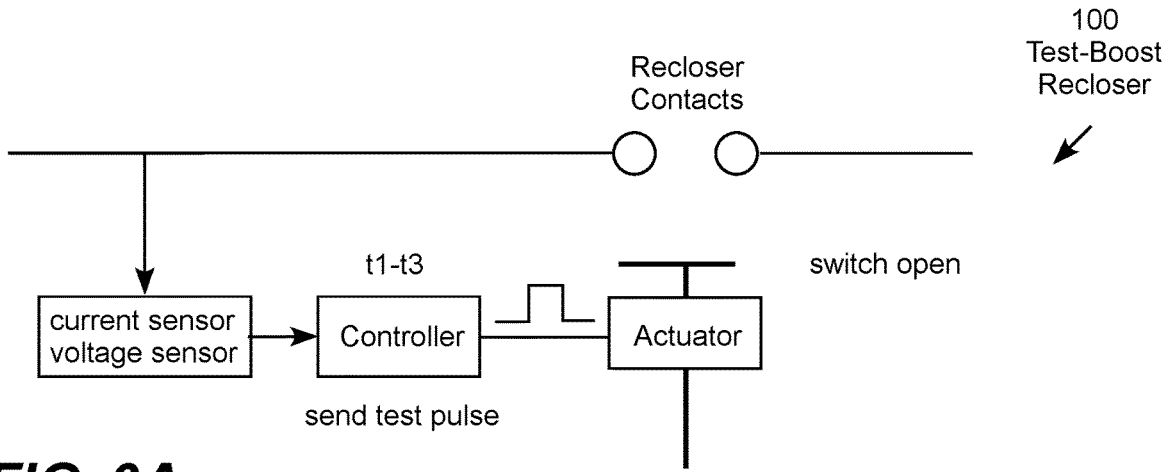 100
Test-Boost
Recloser
Recloser
Contacts
t1-t3
switch open
current sensor
voltage sensor
Controller
Actuator
send test pulse